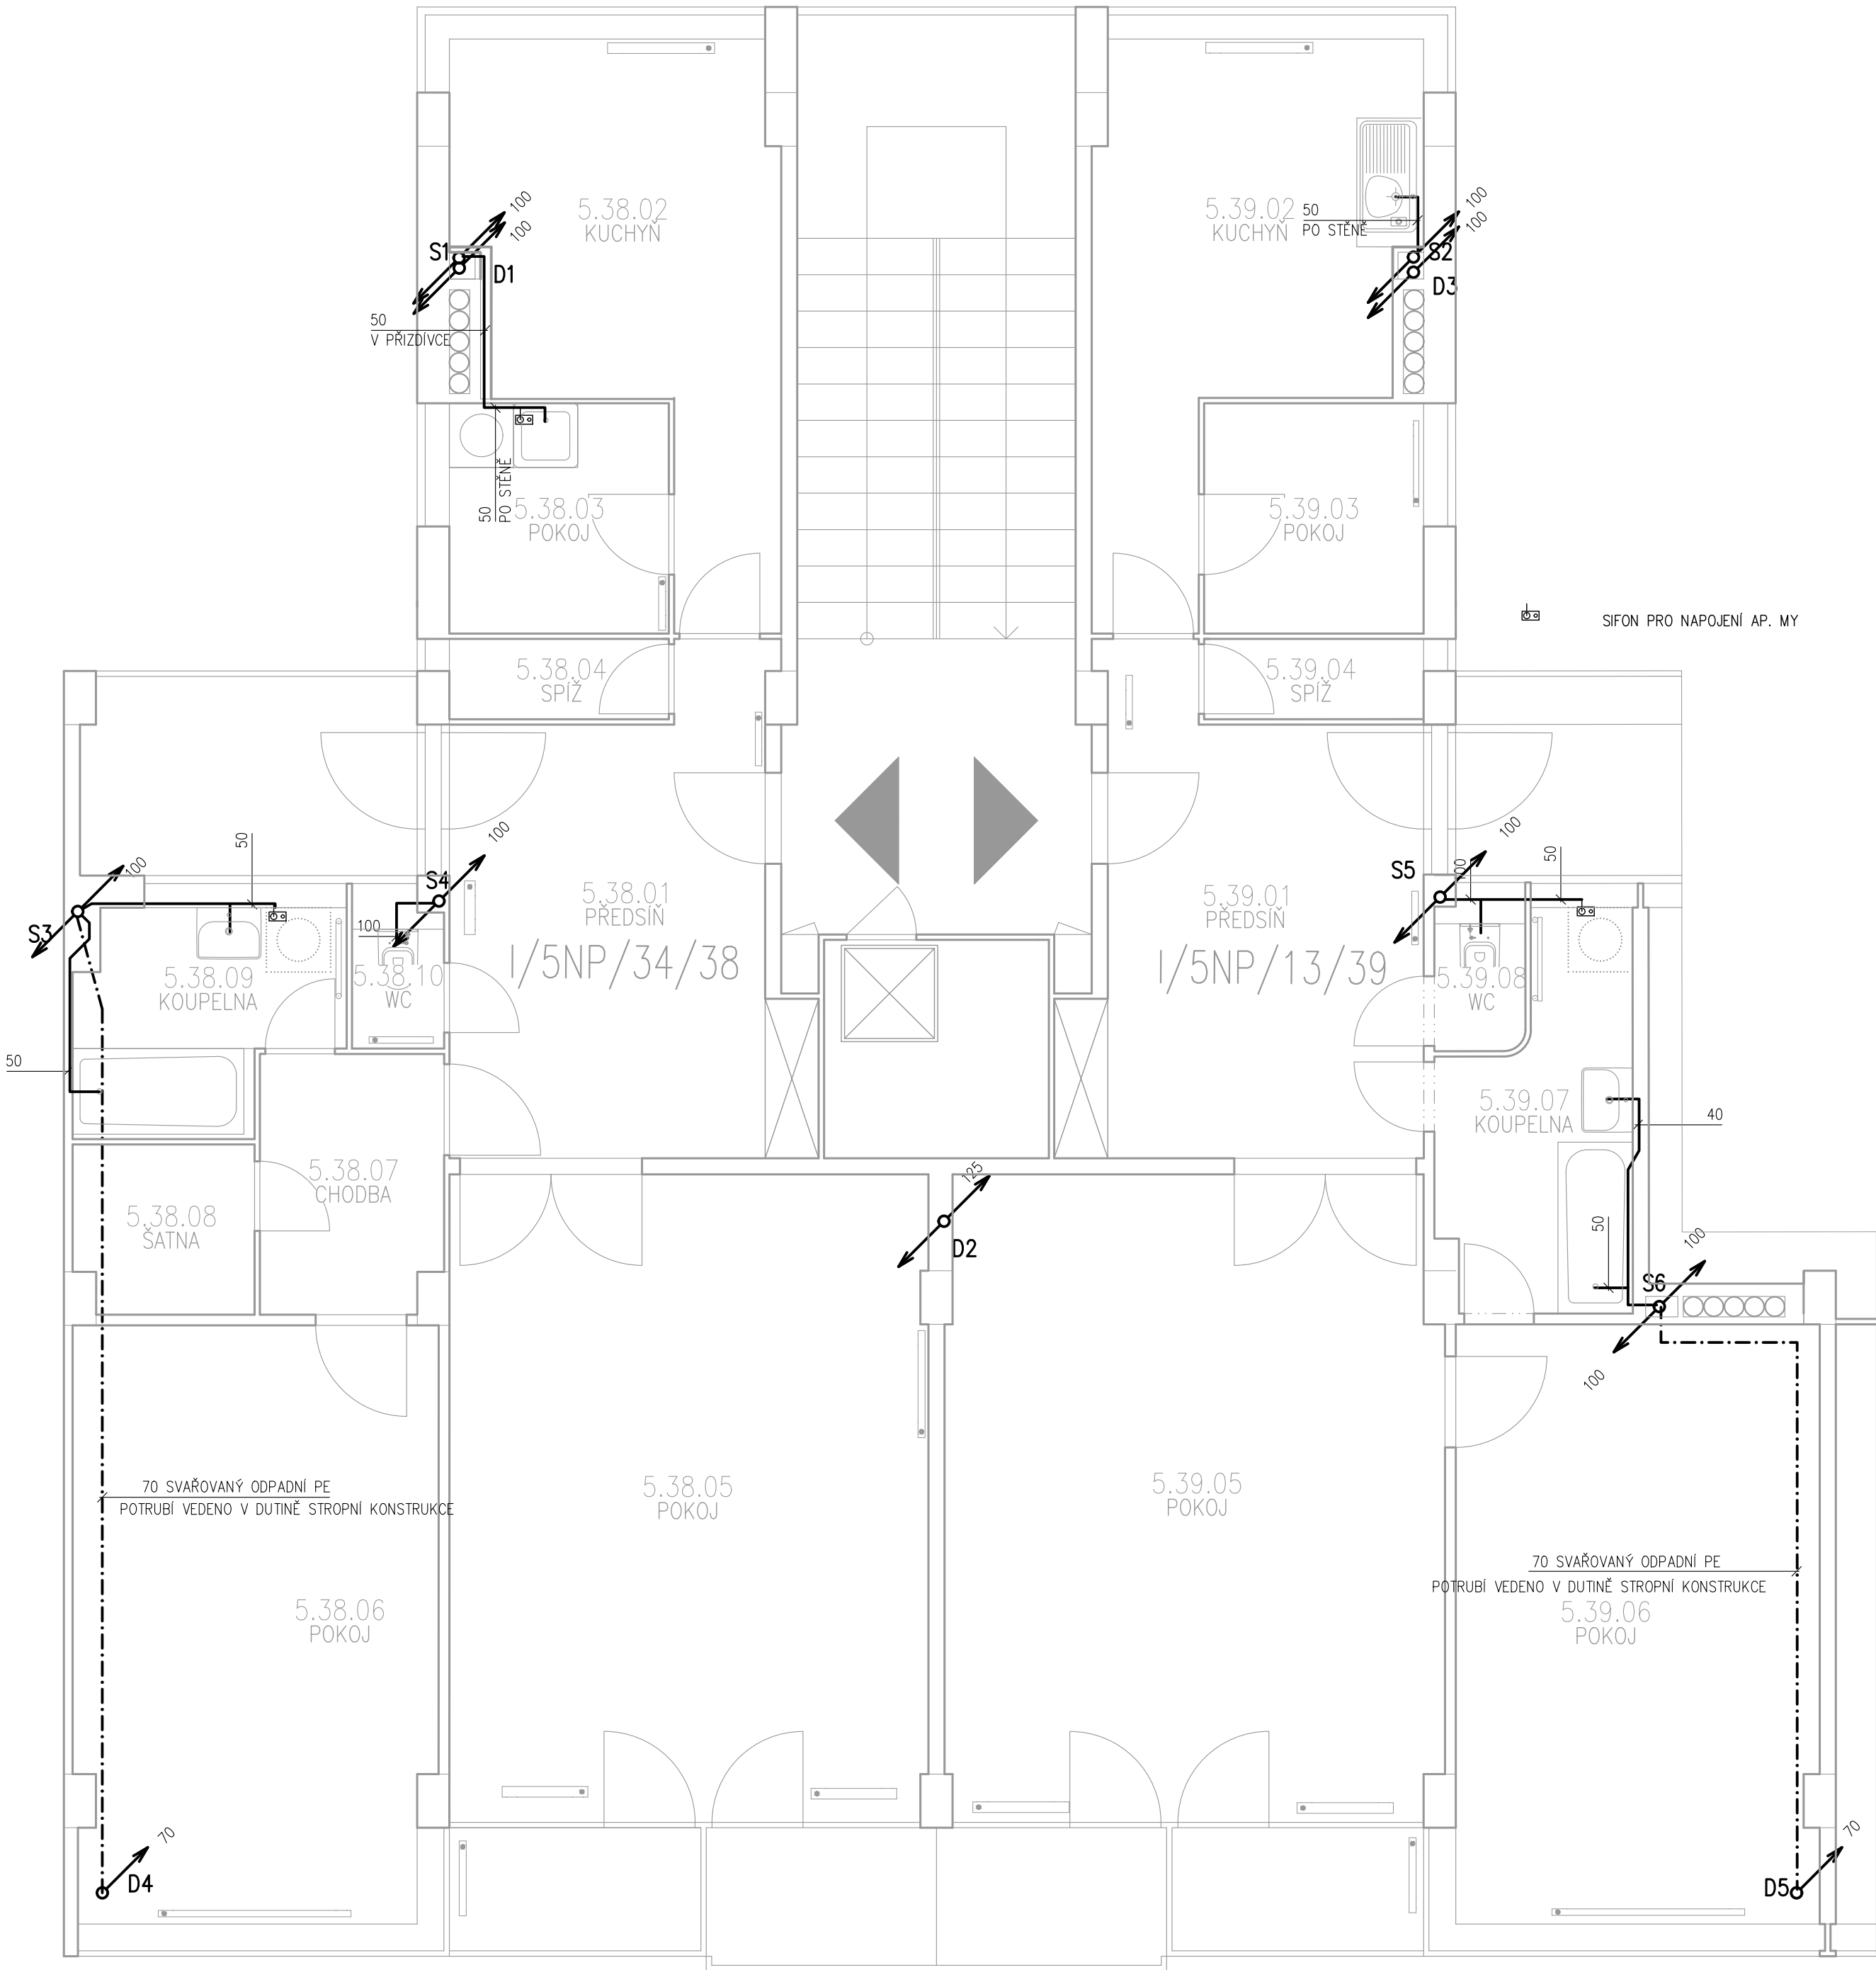 100
100
S1
D1
5.38.02
KUCHYŇ
50
V PŘIZDÍVCE
50
PO STĚNĚ
5.38.03
POKOJ
5.38.04
SPÍŽ
5.39.02
KUCHYŇ
50
PO STĚNĚ
100
100
S2
D3
5.39.03
POKOJ
5.39.04
SPÍŽ
SIFON PRO NAPOJENÍ AP. MY
100
50
S3
100
S4
100
5.38.09
KOUPELNA
5.38.10
WC
50
5.38.01
PŘEDSÍŇ
I/5NP/34/38
5.39.01
PŘEDSÍŇ
I/5NP/13/39
S5
100
100
50
5.39.08
WC
5.39.07
KOUPELNA
40
50
100
S6
100
5.38.07
CHODBA
5.38.08
ŠATNA
125
D2
70 SVAŘOVANÝ ODPADNÍ PE
POTRUBÍ VEDENO V DUTINĚ STROPNÍ KONSTRUKCE
5.38.05
POKOJ
5.39.05
POKOJ
70 SVAŘOVANÝ ODPADNÍ PE
POTRUBÍ VEDENO V DUTINĚ STROPNÍ KONSTRUKCE
5.38.06
POKOJ
5.39.06
POKOJ
70
D4
70
D5